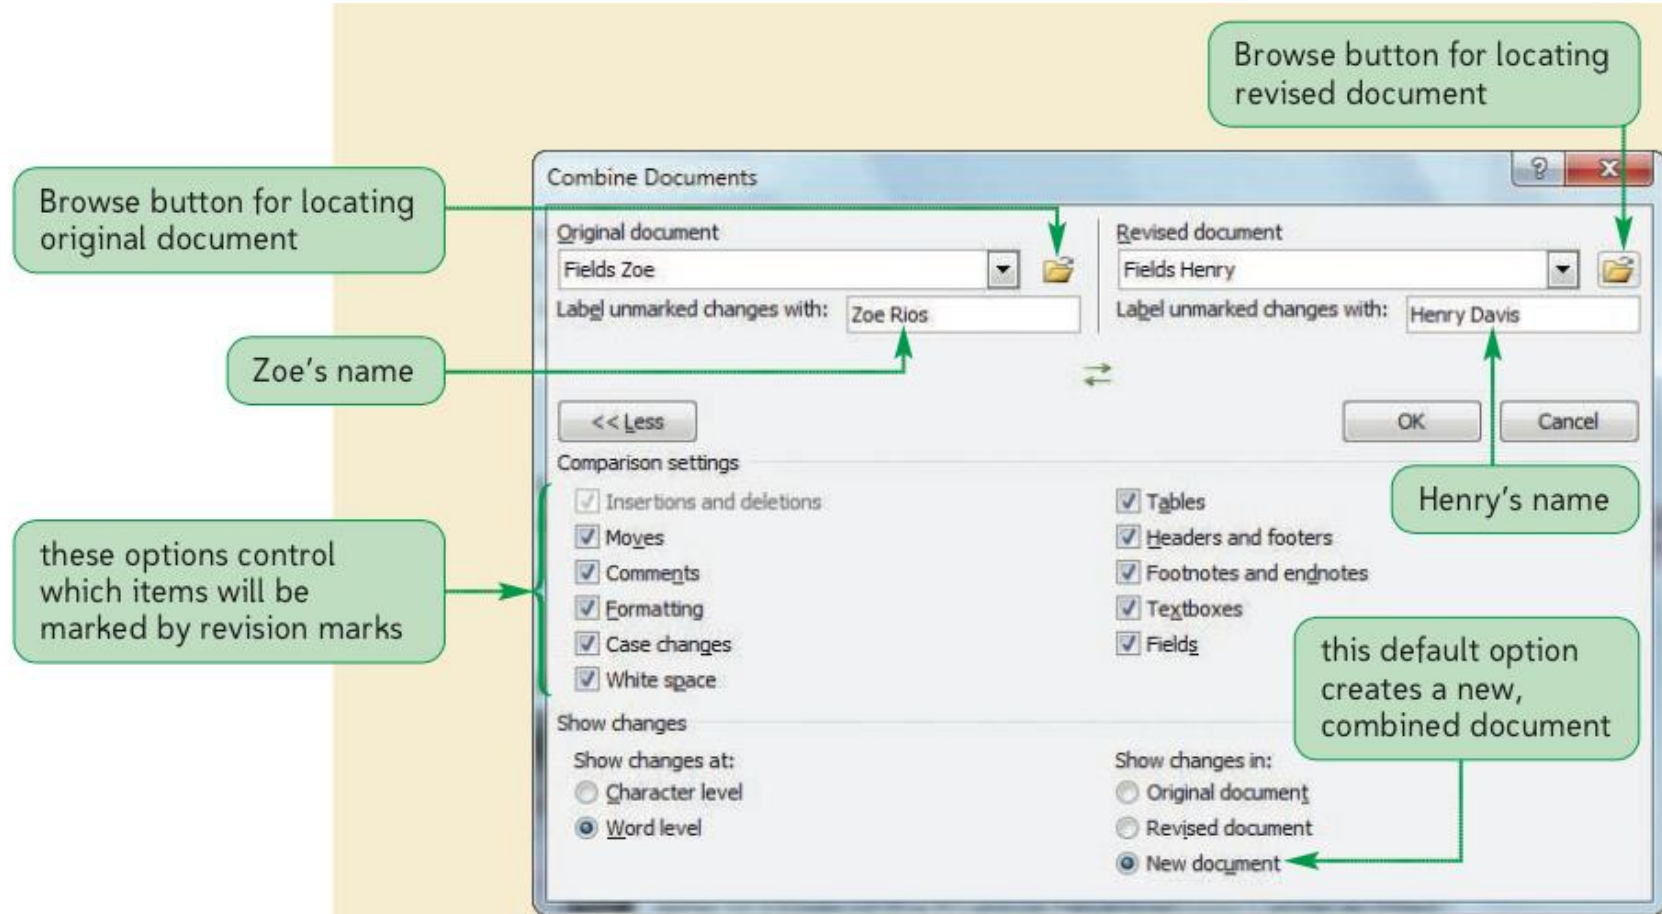 Browse button for locating
revised document
Combine Documents
Browse button for locating
original document
Original document
Revised document
Fields Zoe
Fields Henry
Label unmarked changes with:
Zoe Rios
Label unmarked changes with:
Henry Davis
Zoe's name
<< Less
OK
Cancel
Comparison settings
Henry's name
Insertions and deletions
Moves
Comments
Formatting
Case changes
White space
Tables
Headers and footers
Footnotes and endnotes
Textboxes
Fields
these options control
which items will be
marked by revision marks
this default option
creates a new,
combined document
Show changes
Show changes at:
Character level
Word level
Show changes in:
Original document
Revised document
New document